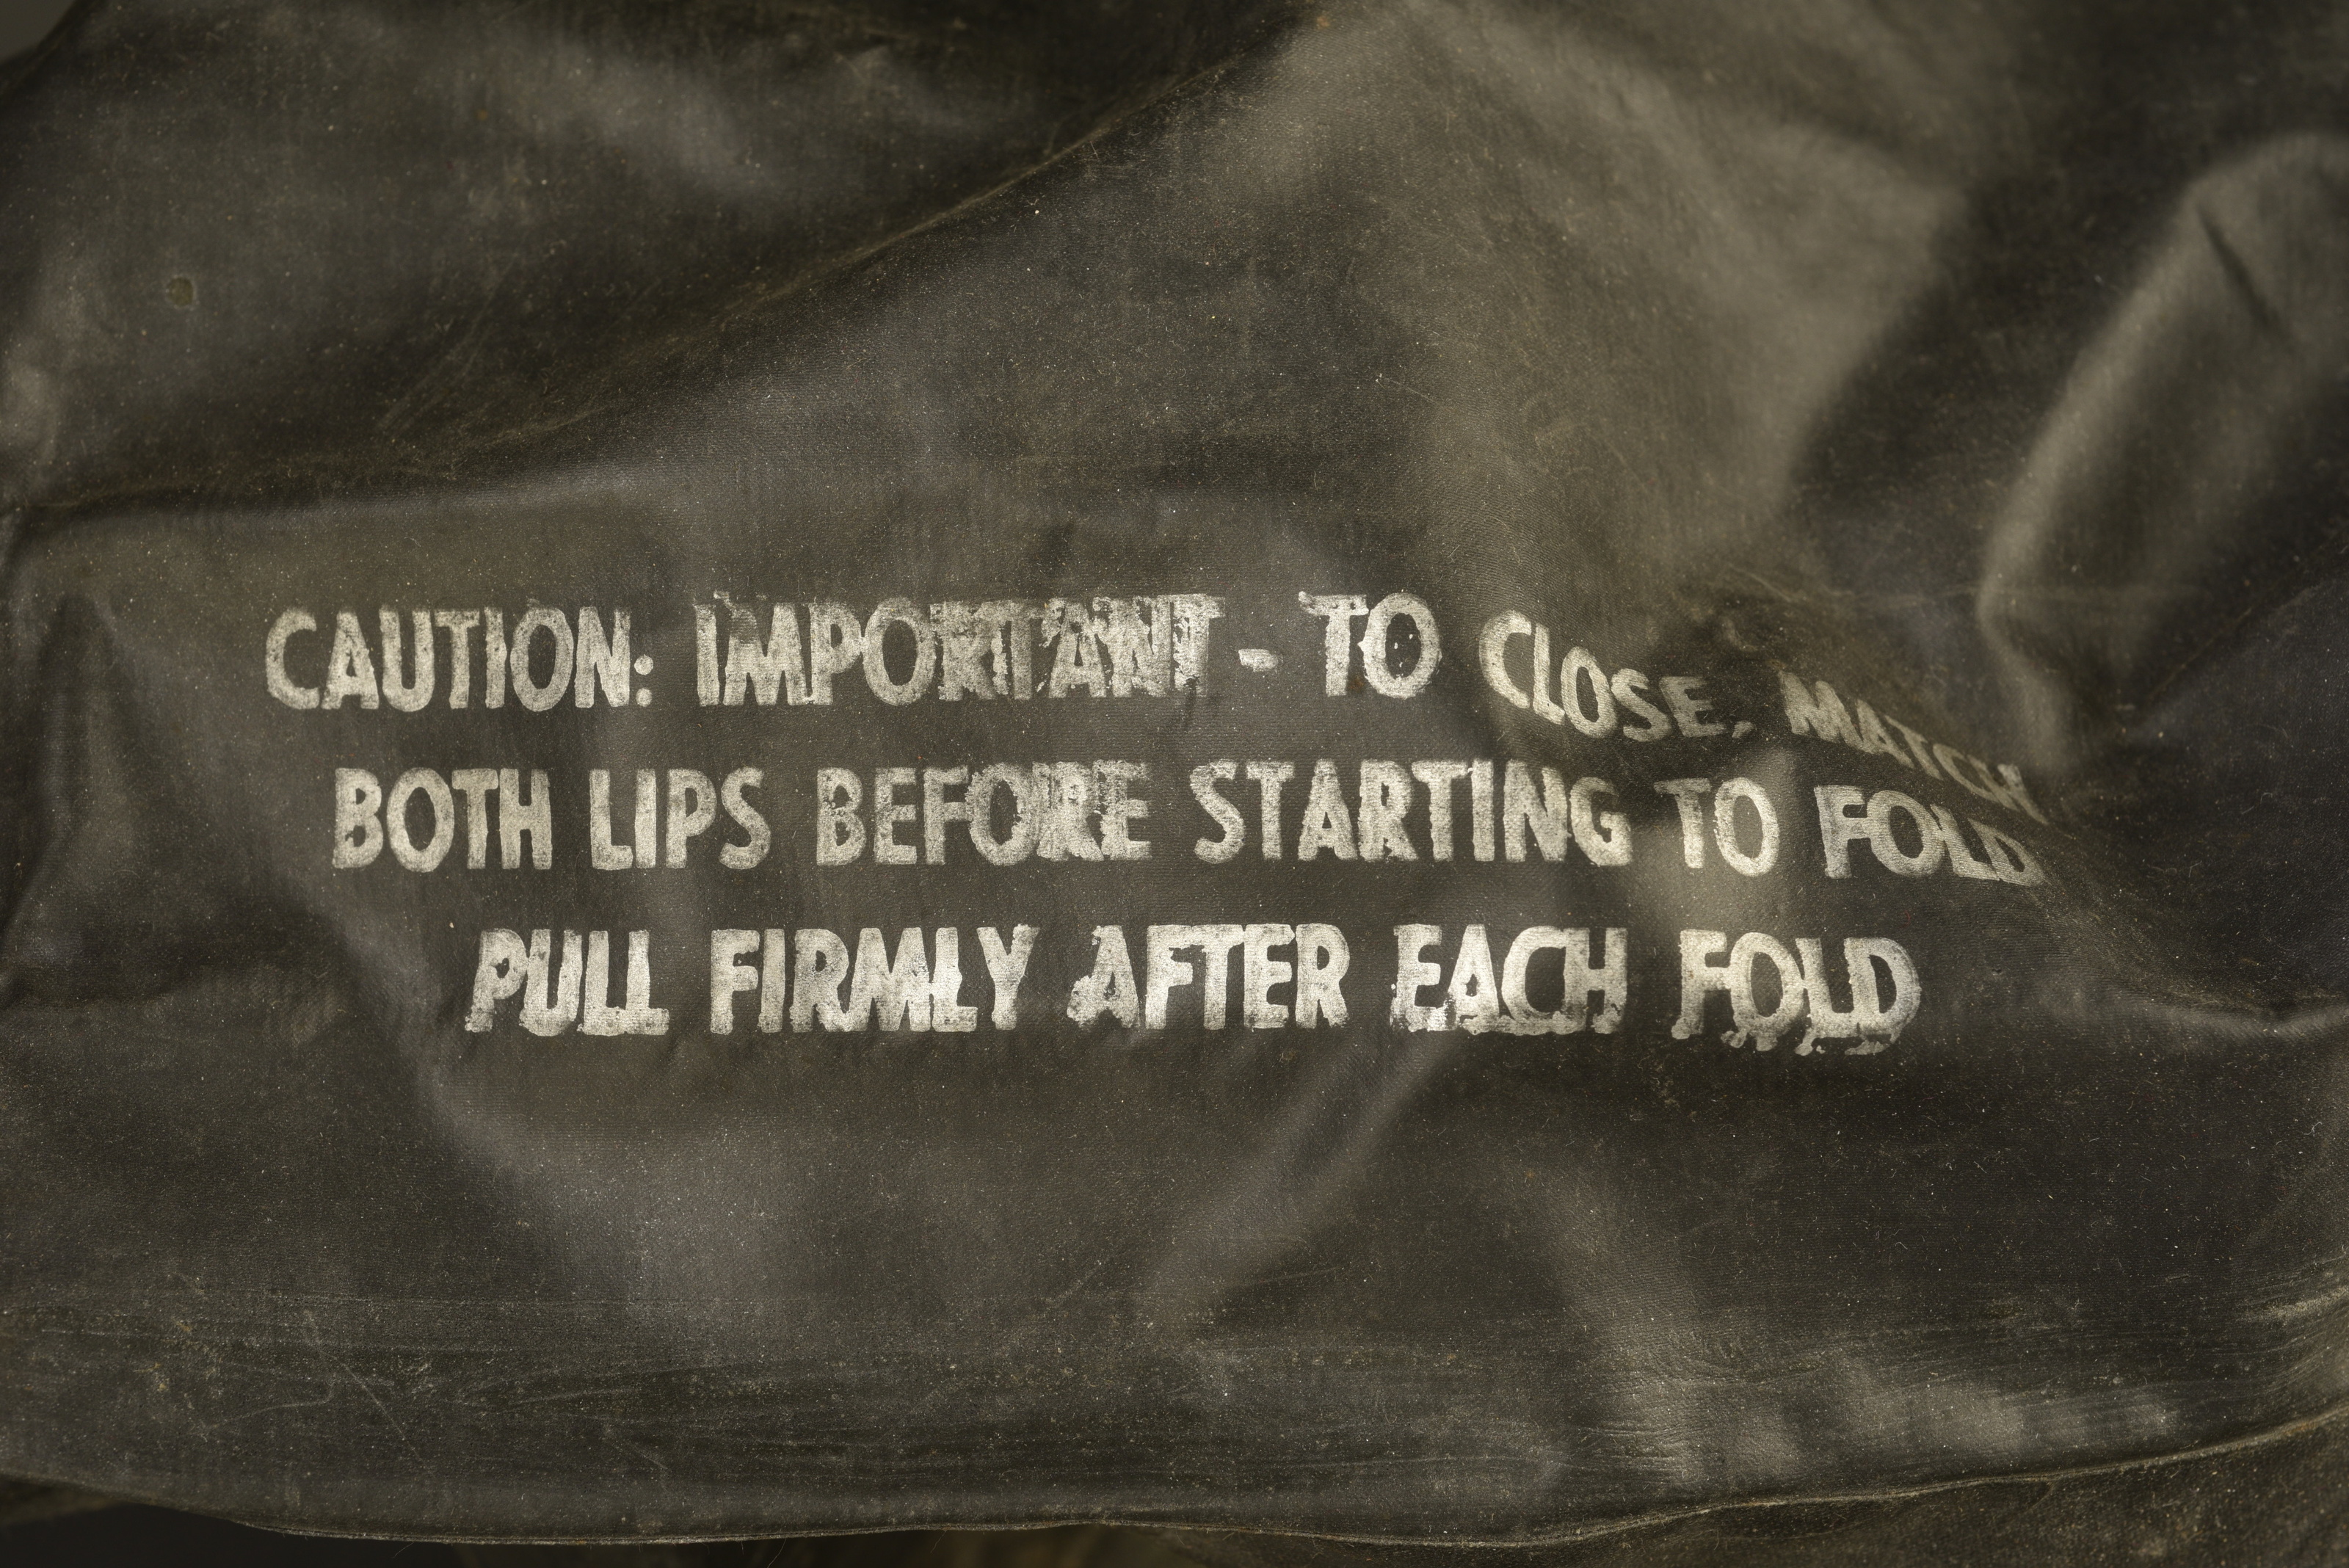 CAUTION: IMPORTANT - TO CLOSE, MATCH
BOTH LIPS BEFORE STARTING TO FOLD
PULL FIRMLY AFTER EACH FOLD